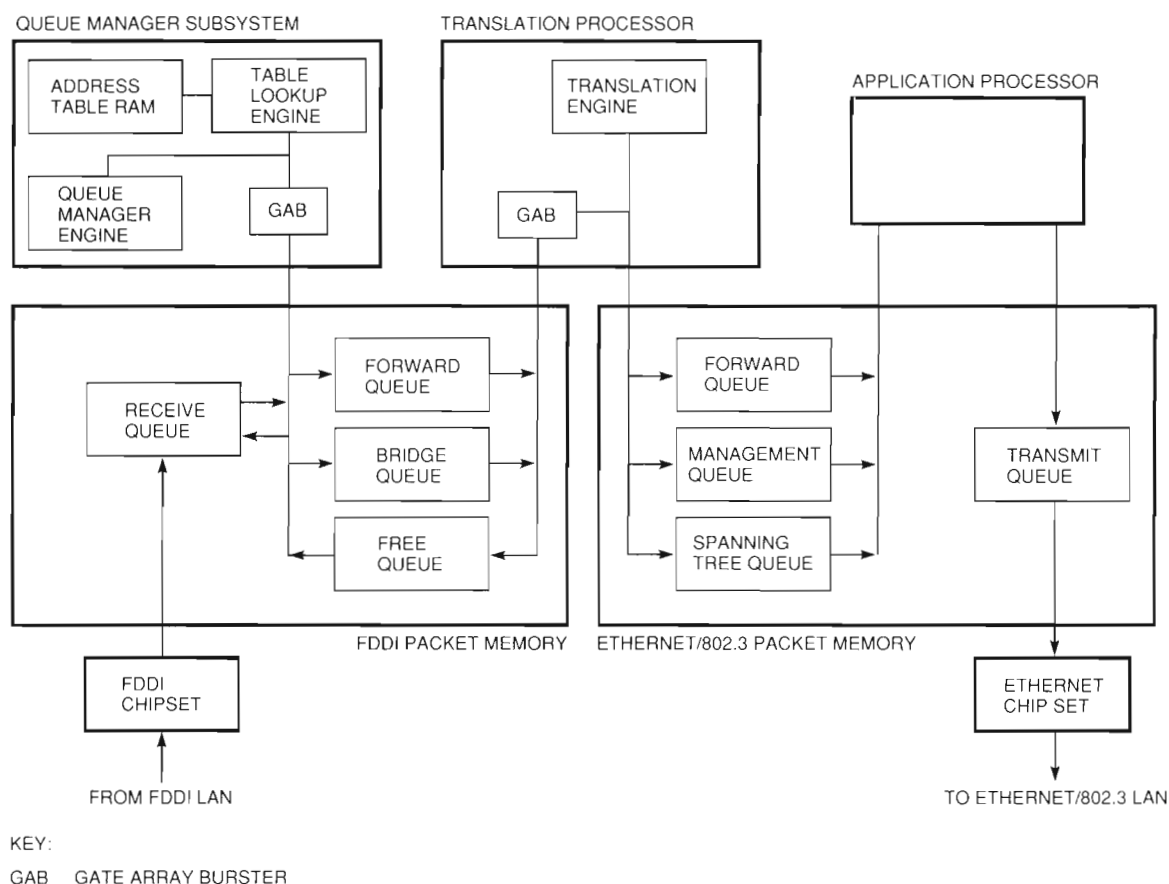 QUEUE MANAGER SUBSYSTEM
ADDRESS
TABLE RAM
TABLE
LOOKUP
ENGINE
QUEUE
MANAGER
ENGINE
GAB
TRANSLATION PROCESSOR
TRANSLATION
ENGINE
GAB
APPLICATION PROCESSOR
RECEIVE
QUEUE
FORWARD
QUEUE
BRIDGE
QUEUE
FREE
QUEUE
FDDI PACKET MEMORY
FORWARD
QUEUE
MANAGEMENT
QUEUE
SPANNING
TREE QUEUE
TRANSMIT
QUEUE
ETHERNET/802.3 PACKET MEMORY
FDDI
CHIPSET
FROM FDDI LAN
ETHERNET
CHIP SET
TO ETHERNET/802.3 LAN
KEY:
GAB GATE ARRAY BURSTER